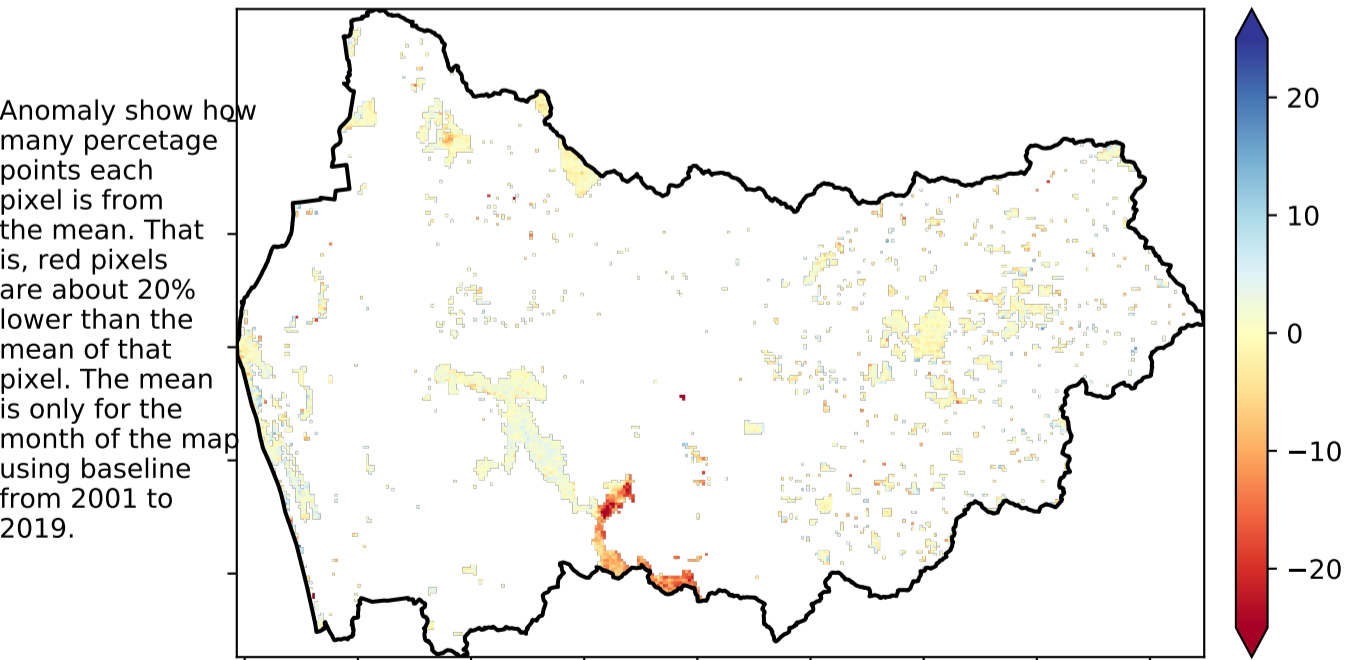 Anomaly show how
many percetage
points each
pixel is from
the mean. That
is, red pixels
are about 20%
lower than the
mean of that
pixel. The mean
is only for the
month of the map
using baseline
from 2001 to
2019.
20
10
0
−10
−20